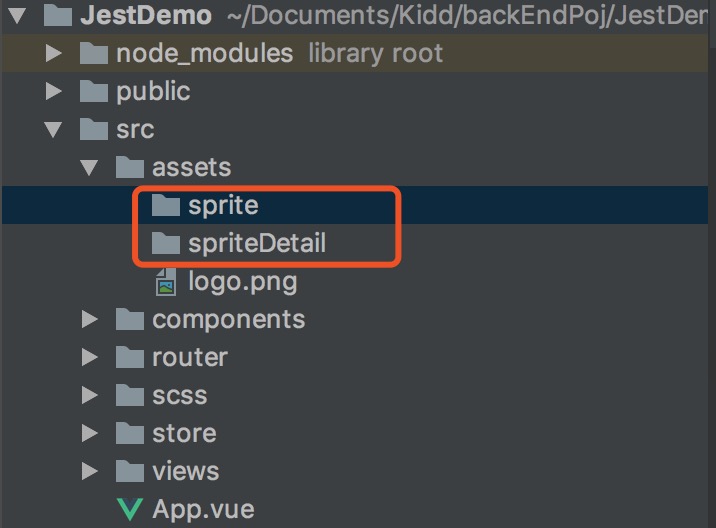 JestDemo ~/Documents/Kidd/backEndPoj/JestDem
node_modules library root
public
src
assets
sprite
spriteDetail
logo.png
components
router
scss
store
views
App.vue